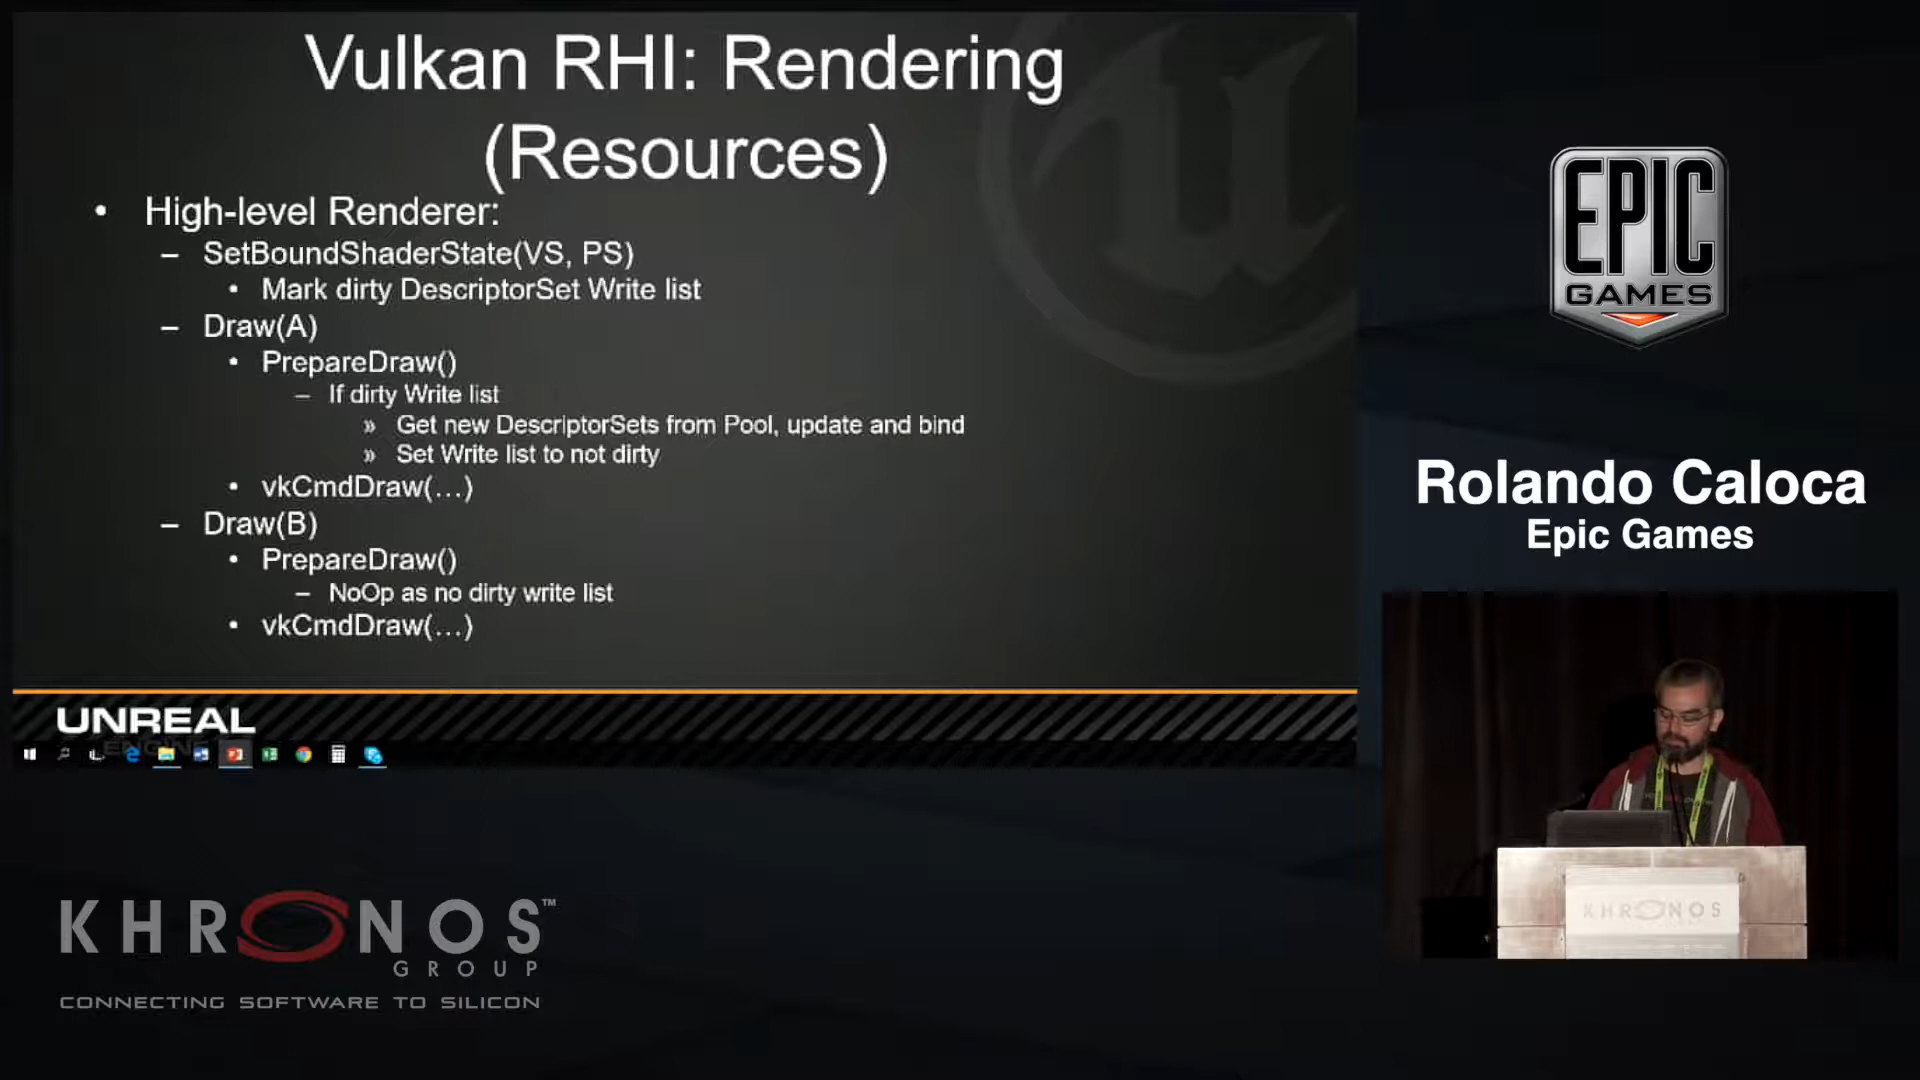 Vulkan RHI: Rendering
(Resources)
• High-level Renderer:
– SetBoundShaderState(VS, PS)
• Mark dirty DescriptorSet Write list
– Draw(A)
• PrepareDraw()
– If dirty Write list
» Get new DescriptorSets from Pool, update and bind
» Set Write list to not dirty
• vkCmdDraw(…)
– Draw(B)
• PrepareDraw()
– NoOp as no dirty write list
• vkCmdDraw(…)
UNREAL
ENGINE
EPIC
GAMES
Rolando Caloca
Epic Games
KHRONOS
KHRONOS™
GROUP
CONNECTING SOFTWARE TO SILICON